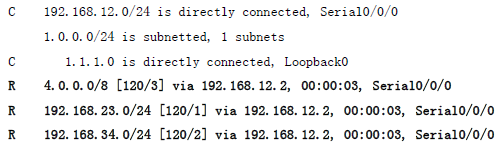 C 192.168.12.0/24 is directly connected, Serial0/0/0
1.0.0.0/24 is subnetted, 1 subnets
C 1.1.1.0 is directly connected, Loopback0
R 4.0.0.0/8 [120/3] via 192.168.12.2, 00:00:03, Serial0/0/0
R 192.168.23.0/24 [120/1] via 192.168.12.2, 00:00:03, Serial0/0/0
R 192.168.34.0/24 [120/2] via 192.168.12.2, 00:00:03, Serial0/0/0